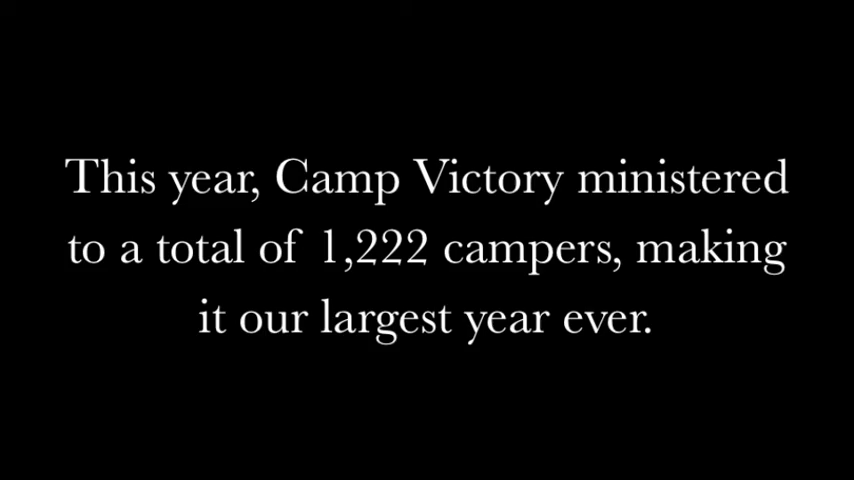 This year, Camp Victory ministered
to a total of 1,222 campers, making
it our largest year ever.